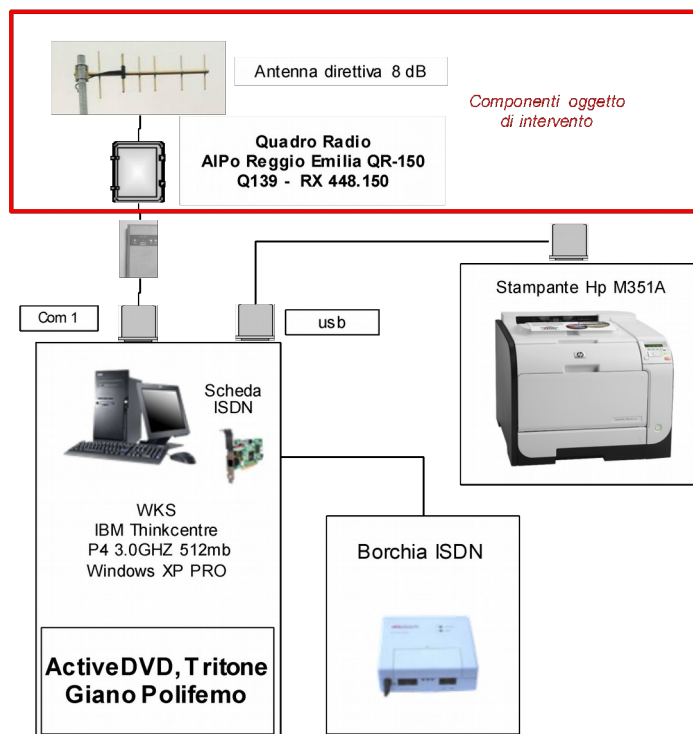 Antenna direttiva 8 dB
Componenti oggetto
di intervento
Quadro Radio
AIPo Reggio Emilia QR-150
Q139 - RX 448.150
Com 1
usb
Stampante Hp M351A
Scheda
ISDN
WKS
IBM Thinkcentre
P4 3.0GHZ 512mb
Windows XP PRO
Borchia ISDN
ActiveDVD, Tritone
Giano Polifemo